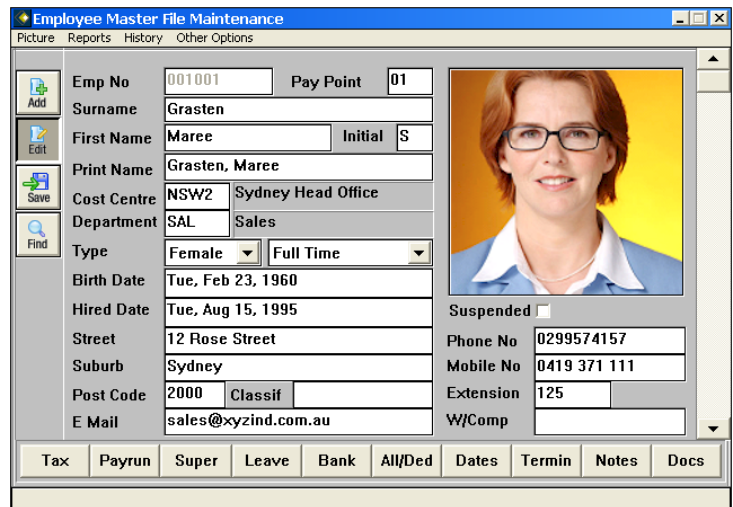 Employee Master File Maintenance
Picture Reports History Other Options
Add
Edit
Save
Find
Emp No 001001 Pay Point 01
Surname Grasten
First Name Maree Initial S
Print Name Grasten, Maree
Cost Centre NSW2 Sydney Head Office
Department SAL Sales
Type Female Full Time
Birth Date Tue, Feb 23, 1960
Hired Date Tue, Aug 15, 1995
Street 12 Rose Street
Suburb Sydney
Post Code 2000 Classif
E Mail sales@xyzind.com.au
Suspended
Phone No 0299574157
Mobile No 0419 371 111
Extension 125
W/Comp
Tax Payrun Super Leave Bank All/Ded Dates Termin Notes Docs